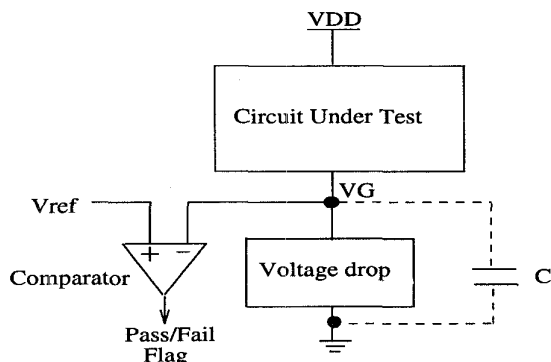 VDD
Circuit Under Test
VG
Vref
+ −
Comparator
Voltage drop
C
Pass/Fail
Flag